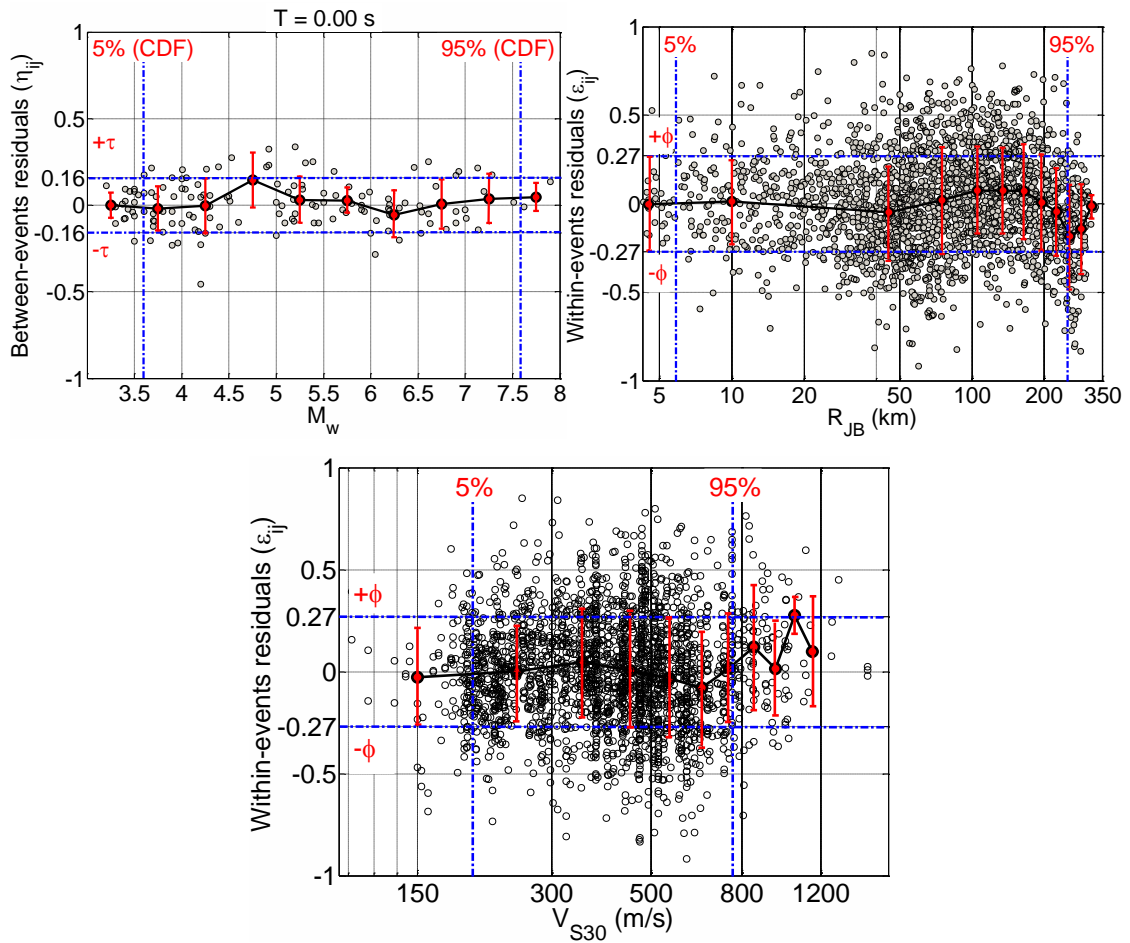 T = 0.00 s
Between-events residuals (η_ij)
1
0.5
0.16
0
-0.16
-0.5
-1
5% (CDF)
95% (CDF)
+τ
-τ
3.5 4 4.5 5 5.5 6 6.5 7 7.5 8
M_w
Within-events residuals (ε_ij)
1
0.5
0.27
0
-0.27
-0.5
-1
5%
95%
+ϕ
-ϕ
5 10 20 50 100 200 350
R_JB (km)
Within-events residuals (ε_ij)
1
0.5
0.27
0
-0.27
-0.5
-1
5%
95%
+ϕ
-ϕ
150 300 500 800 1200
V_S30 (m/s)